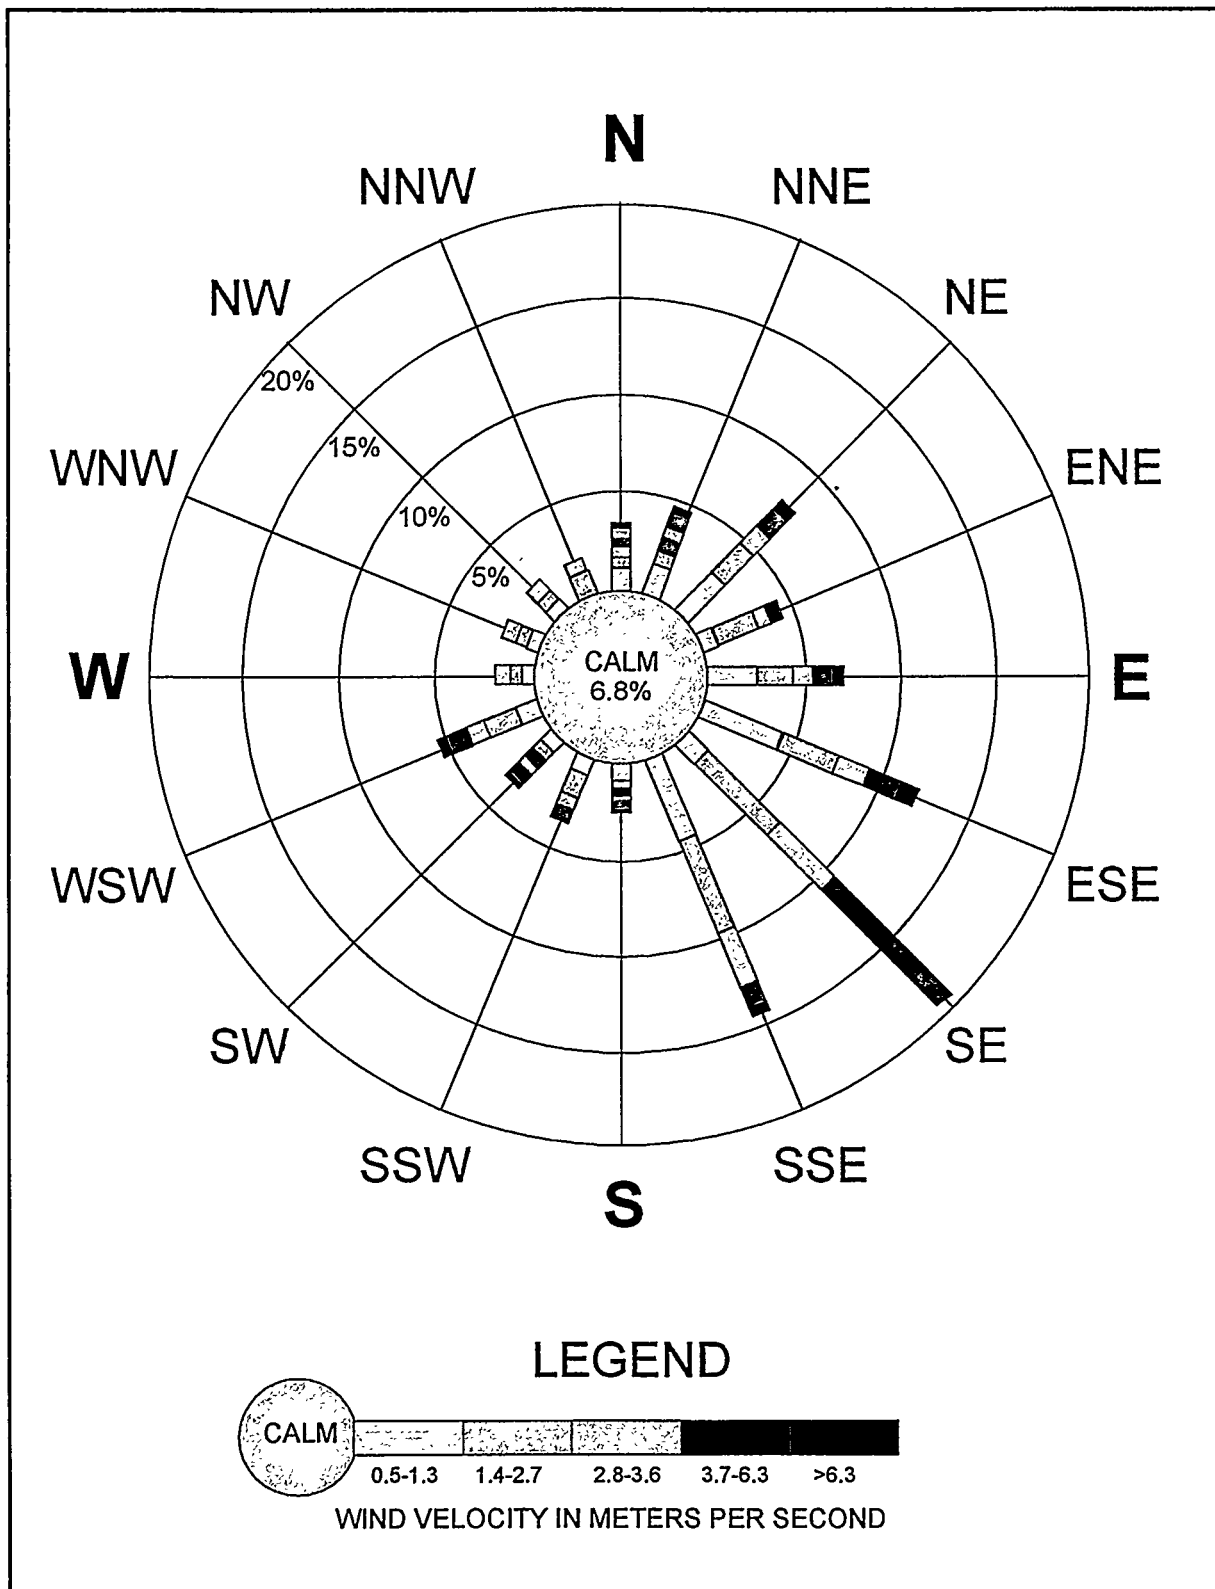 N
NNW
NNE
NW
NE
20%
15%
WNW
ENE
10%
5%
CALM
6.8%
W
E
WSW
ESE
SW
SE
SSW
SSE
S
LEGEND
CALM
0.5-1.3 1.4-2.7 2.8-3.6 3.7-6.3 >6.3
WIND VELOCITY IN METERS PER SECOND